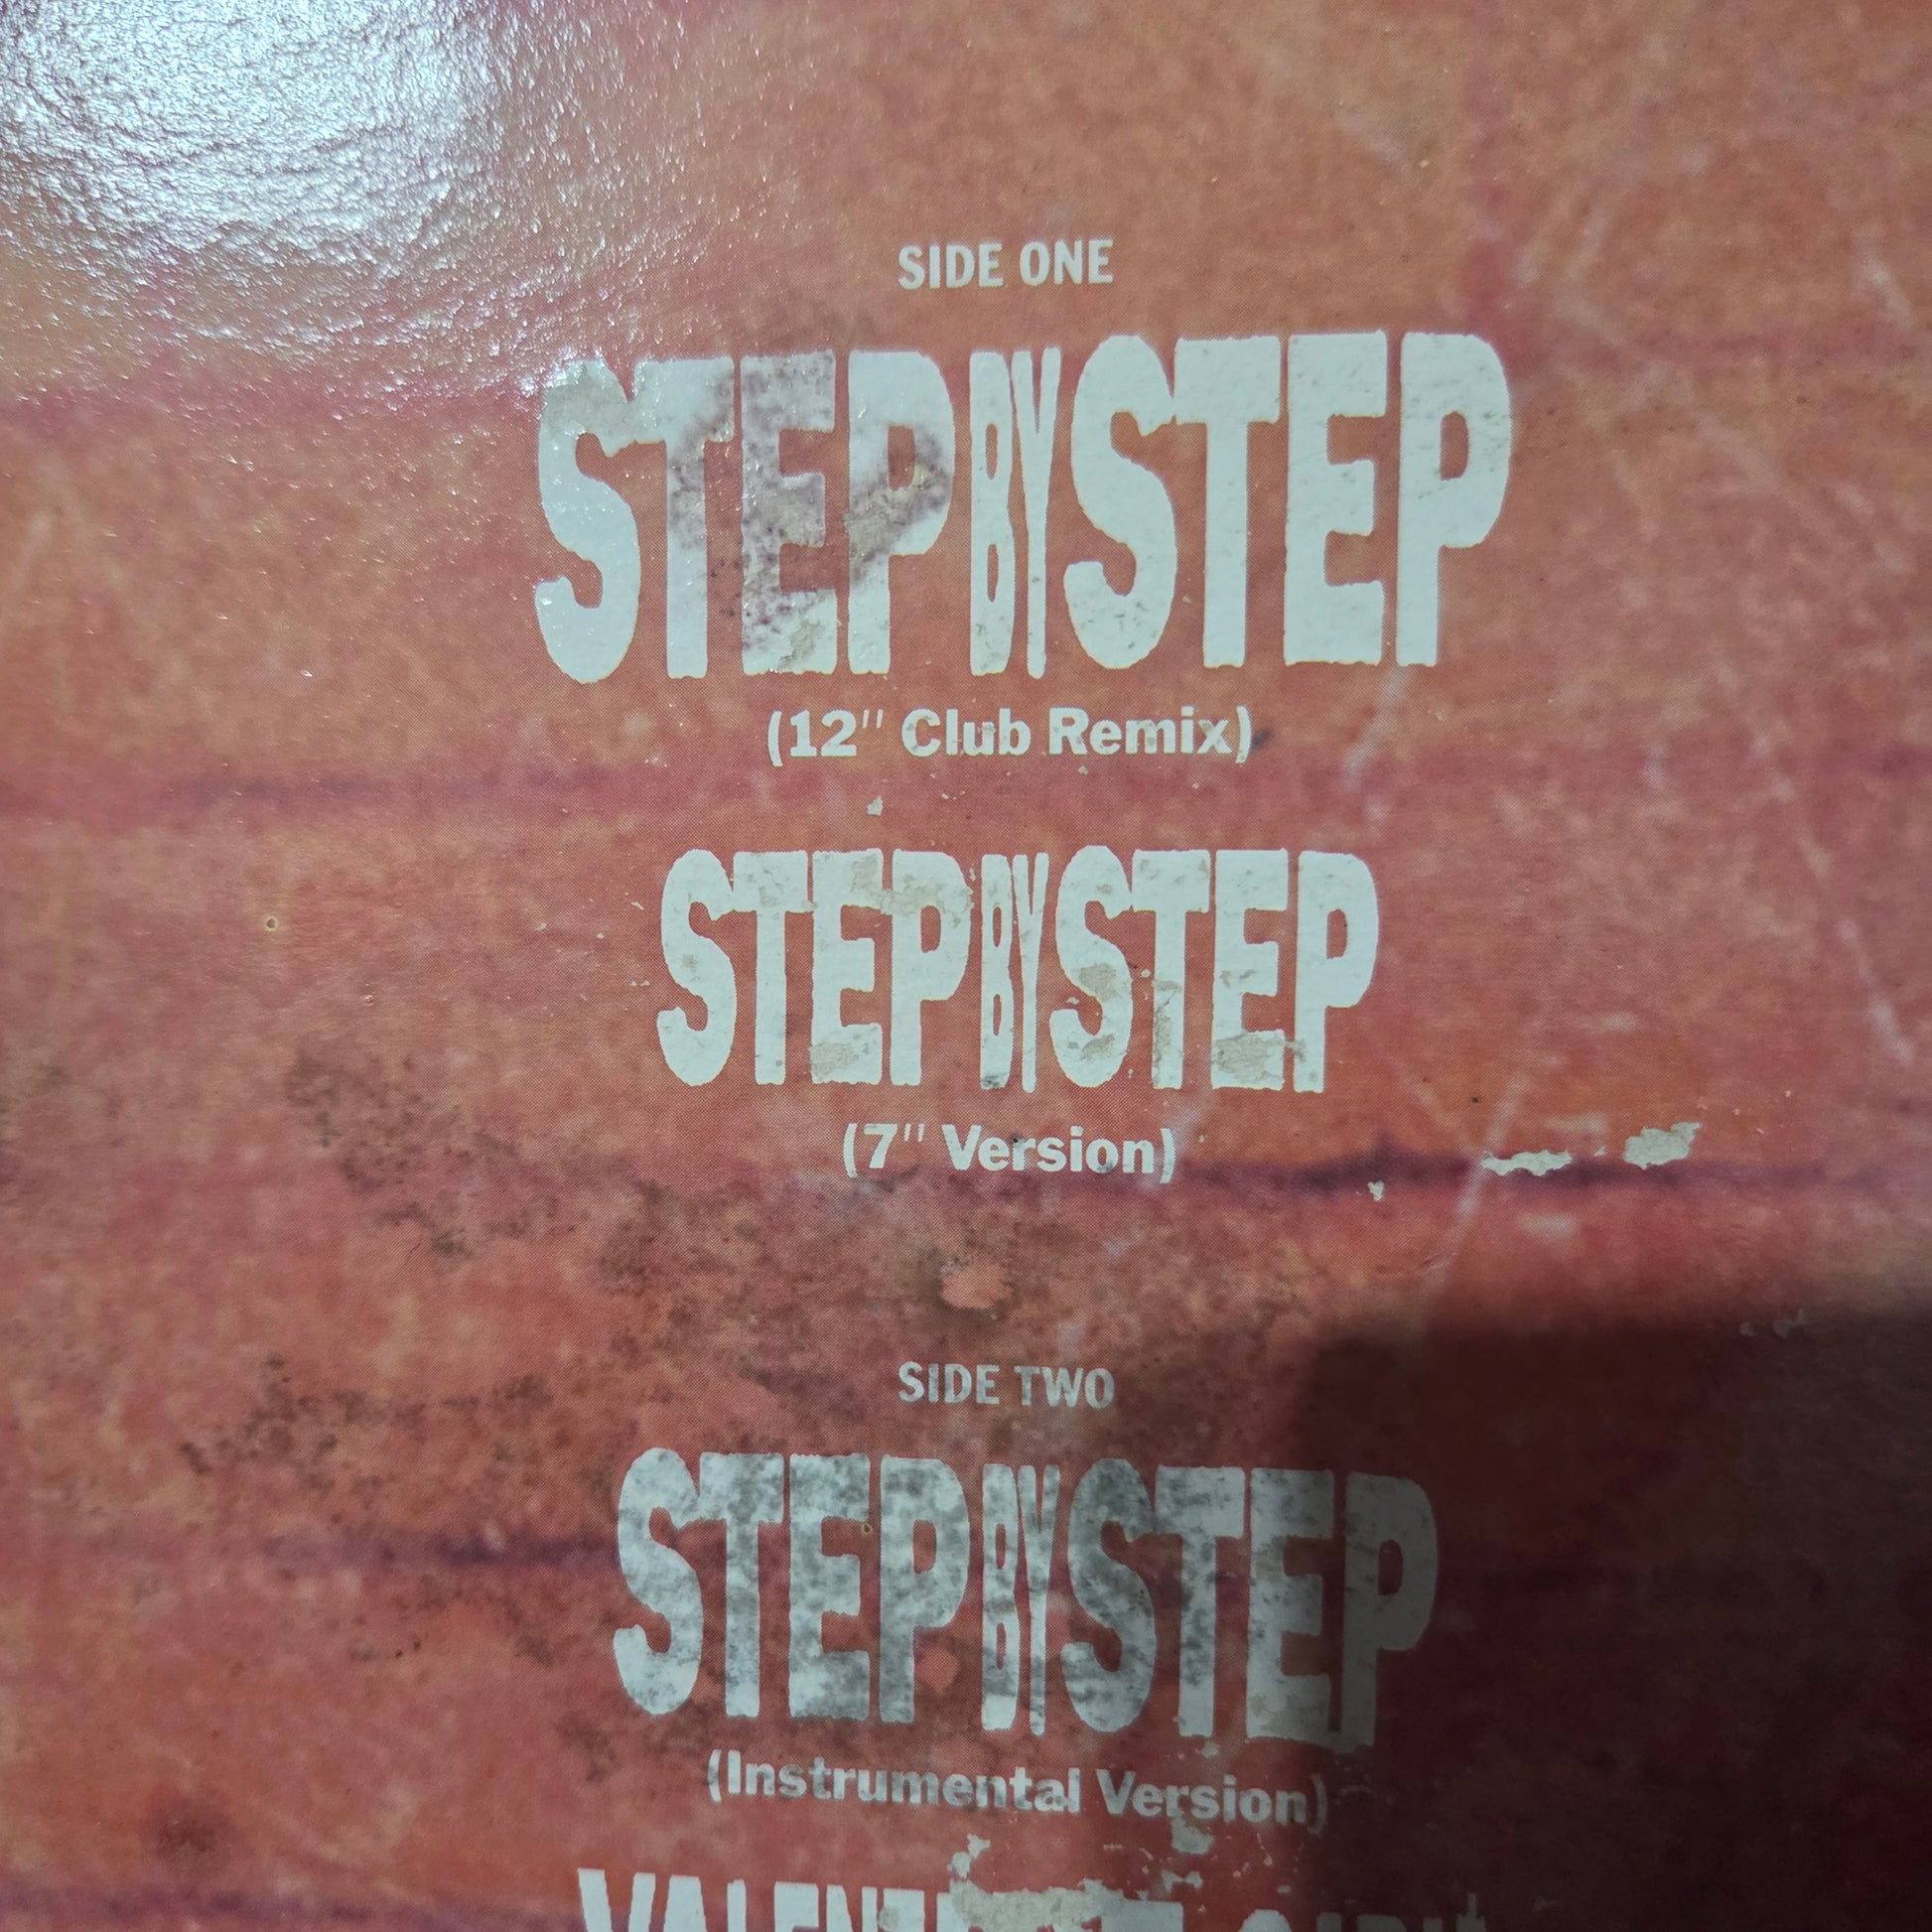 SIDE ONE
STEP BY STEP
(12" Club Remix)
STEP BY STEP
(7" Version)
SIDE TWO
STEP BY STEP
(Instrumental Version)